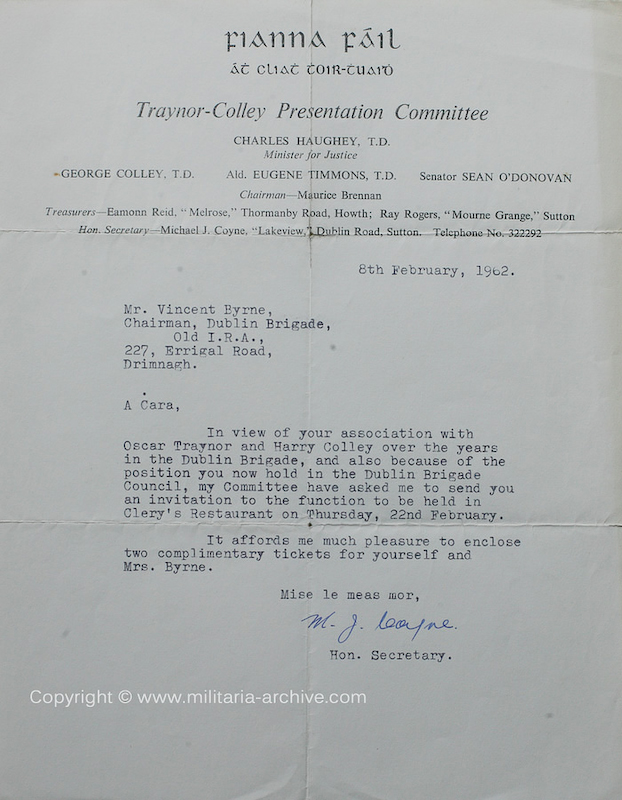 Fianna Fáil
Áṫ Cliaṫ Ṫoir-Ṫuaiḋ
Traynor-Colley Presentation Committee
CHARLES HAUGHEY, T.D.
Minister for Justice
GEORGE COLLEY, T.D. Ald. EUGENE TIMMONS, T.D. Senator SEAN O'DONOVAN
Chairman—Maurice Brennan
Treasurers—Eamonn Reid, "Melrose," Thormanby Road, Howth; Ray Rogers, "Mourne Grange," Sutton
Hon. Secretary—Michael J. Coyne, "Lakeview," Dublin Road, Sutton. Telephone No. 322292
8th February, 1962.
Mr. Vincent Byrne,
Chairman, Dublin Brigade,
Old I.R.A.,
227, Errigal Road,
Drimnagh.
A Cara,
In view of your association with
Oscar Traynor and Harry Colley over the years
in the Dublin Brigade, and also because of the
position you now hold in the Dublin Brigade
Council, my Committee have asked me to send you
an invitation to the function to be held in
Clery's Restaurant on Thursday, 22nd February.
It affords me much pleasure to enclose
two complimentary tickets for yourself and
Mrs. Byrne.
Mise le meas mor,
M. J. Coyne.
Hon. Secretary.
Copyright © www.militaria-archive.com